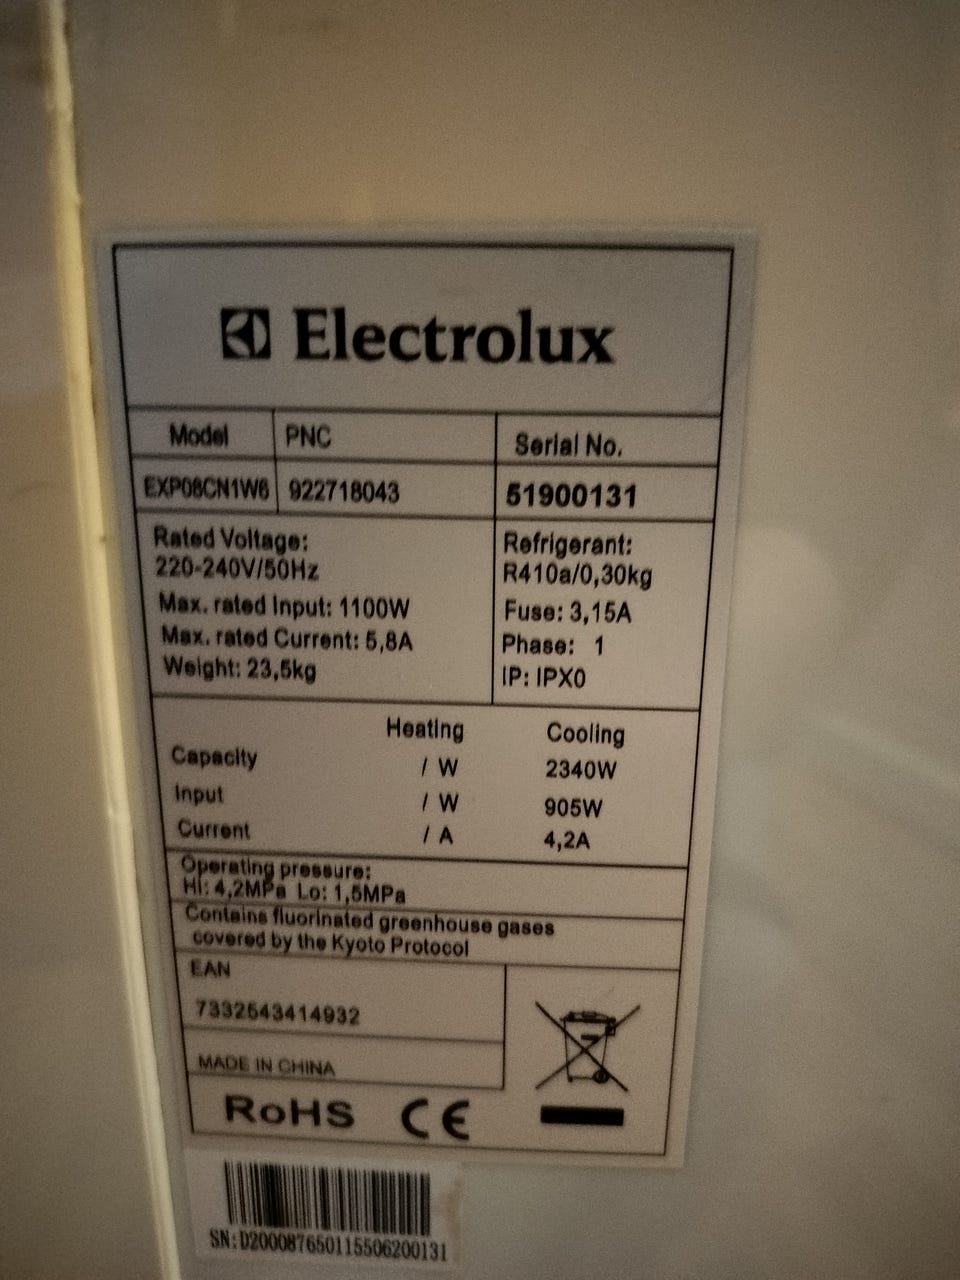 Electrolux
Model PNC Serial No.
EXP08CN1W6 922718043 51900131
Rated Voltage:
220-240V/50Hz
Max. rated Input: 1100W
Max. rated Current: 5,8A
Weight: 23,5kg
Refrigerant:
R410a/0,30kg
Fuse: 3,15A
Phase: 1
IP: IPX0
Heating Cooling
Capacity / W 2340W
Input / W 905W
Current / A 4,2A
Operating pressure:
Hi: 4,2MPa Lo: 1,5MPa
Contains fluorinated greenhouse gases
covered by the Kyoto Protocol
EAN
7332543414932
MADE IN CHINA
RoHS CE
SN:D200087650115506200131